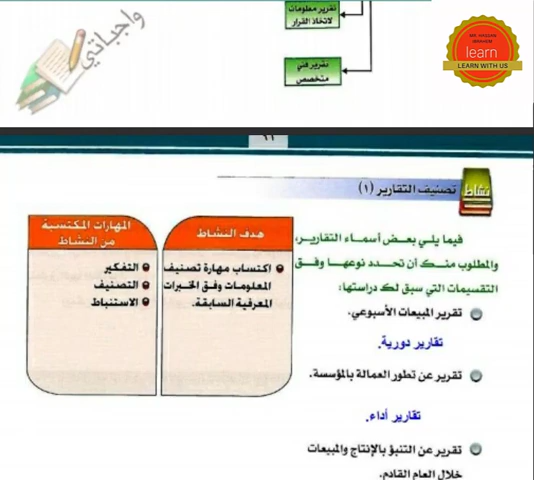 تقرير معلومات
لاتخاذ القرار
واجباتي
learn
LEARN WITH US
تقرير فني
متخصص
نشاط
تصنيف التقارير (١)
فيما يلي بعض أسماء التقارير،
والمطلوب منك أن تحدد نوعها وفق
التقسيمات التي سبق لك دراستها:
هدف النشاط
اكتساب مهارة تصنيف
المعلومات وفق الخبرات
المعرفية السابقة.
المهارات المكتسبة
من النشاط
التفكير
التصنيف
الاستنباط
تقرير المبيعات الأسبوعي.
تقارير دورية.
تقرير عن تطور العمالة بالمؤسسة.
تقارير أداء.
تقرير عن التنبؤ بالإنتاج والمبيعات
خلال العام القادم.